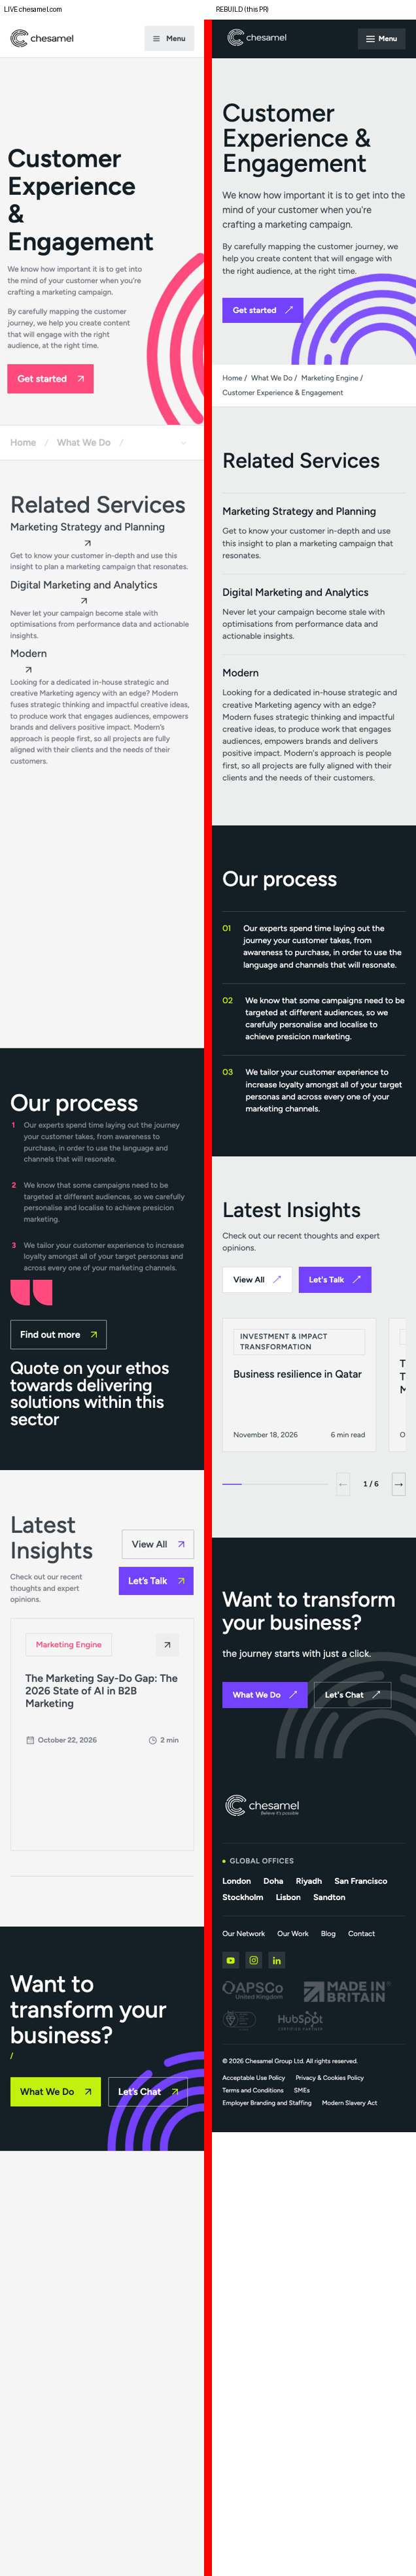 LIVE chesamel.com
chesamel
Menu
Customer
Experience
&
Engagement
We know how important it is to get into
the mind of your customer when you're
crafting a marketing campaign.
By carefully mapping the customer
journey, we help you create content
that will engage with the right
audience, at the right time.
Get started
Home / What We Do /
Related Services
Marketing Strategy and Planning
Get to know your customer in-depth and use this
insight to plan a marketing campaign that resonates.
Digital Marketing and Analytics
Never let your campaign become stale with
optimisations from performance data and actionable
insights.
Modern
Looking for a dedicated in-house strategic and
creative Marketing agency with an edge? Modern
fuses strategic thinking and impactful creative ideas,
to produce work that engages audiences, empowers
brands and delivers positive impact. Modern's
approach is people first, so all projects are fully
aligned with their clients and the needs of their
customers.
Our process
1 Our experts spend time laying out the journey
your customer takes, from awareness to
purchase, in order to use the language and
channels that will resonate.
2 We know that some campaigns need to be
targeted at different audiences, so we carefully
personalise and localise to achieve presicion
marketing.
3 We tailor your customer experience to increase
loyalty amongst all of your target personas and
across every one of your marketing channels.
Find out more
Quote on your ethos
towards delivering
solutions within this
sector
Latest
Insights
Check out our recent
thoughts and expert
opinions.
View All
Let's Talk
Marketing Engine
The Marketing Say-Do Gap: The
2026 State of AI in B2B
Marketing
October 22, 2026 2 min
Want to
transform your
business?
/
What We Do Let's Chat
REBUILD (this PR)
chesamel
Menu
Customer
Experience &
Engagement
We know how important it is to get into the
mind of your customer when you're
crafting a marketing campaign.
By carefully mapping the customer journey, we
help you create content that will engage with
the right audience, at the right time.
Get started
Home / What We Do / Marketing Engine /
Customer Experience & Engagement
Related Services
Marketing Strategy and Planning
Get to know your customer in-depth and use
this insight to plan a marketing campaign that
resonates.
Digital Marketing and Analytics
Never let your campaign become stale with
optimisations from performance data and
actionable insights.
Modern
Looking for a dedicated in-house strategic and
creative Marketing agency with an edge?
Modern fuses strategic thinking and impactful
creative ideas, to produce work that engages
audiences, empowers brands and delivers
positive impact. Modern's approach is people
first, so all projects are fully aligned with their
clients and the needs of their customers.
Our process
01 Our experts spend time laying out the
journey your customer takes, from
awareness to purchase, in order to use the
language and channels that will resonate.
02 We know that some campaigns need to be
targeted at different audiences, so we
carefully personalise and localise to
achieve presicion marketing.
03 We tailor your customer experience to
increase loyalty amongst all of your target
personas and across every one of your
marketing channels.
Latest Insights
Check out our recent thoughts and expert
opinions.
View All Let's Talk
INVESTMENT & IMPACT
TRANSFORMATION
Business resilience in Qatar
November 18, 2026 6 min read
T
T
M
O
1 / 6
Want to transform
your business?
the journey starts with just a click.
What We Do Let's Chat
chesamel
Believe it's possible
GLOBAL OFFICES
London Doha Riyadh San Francisco
Stockholm Lisbon Sandton
Our Network Our Work Blog Contact
APSCo
United Kingdom
MADE IN
BRITAIN
HubSpot
CERTIFIED PARTNER
© 2026 Chesamel Group Ltd. All rights reserved.
Acceptable Use Policy Privacy & Cookies Policy
Terms and Conditions SMEs
Employer Branding and Staffing Modern Slavery Act